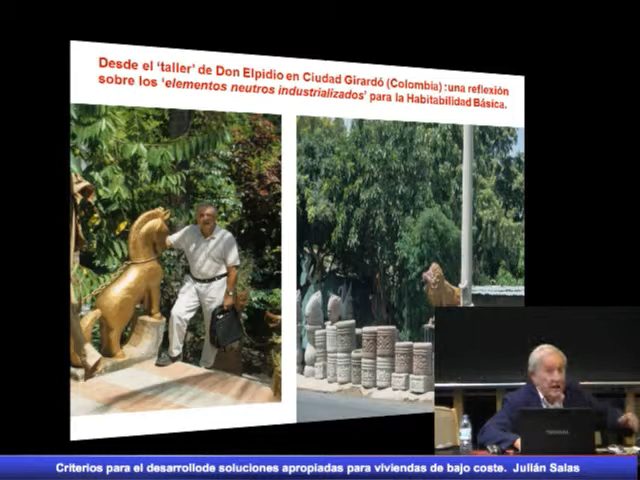 Desde el 'taller' de Don Elpidio en Ciudad Girardó (Colombia) :una reflexión
sobre los 'elementos neutros industrializados' para la Habitabilidad Básica.
TOSHIBA
Criterios para el desarrollode soluciones apropiadas para viviendas de bajo coste. Julián Salas